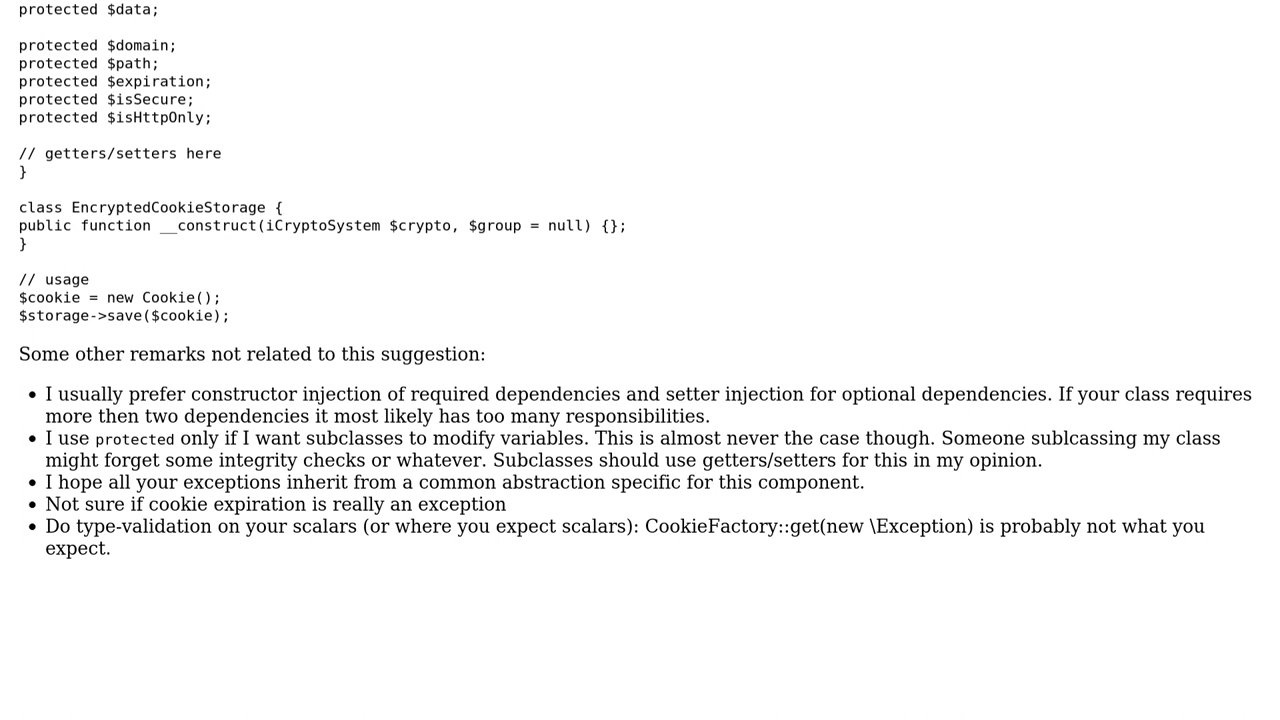 protected $data;
protected $domain;
protected $path;
protected $expiration;
protected $isSecure;
protected $isHttpOnly;
// getters/setters here
}
class EncryptedCookieStorage {
public function __construct(iCryptoSystem $crypto, $group = null) {};
}
// usage
$cookie = new Cookie();
$storage->save($cookie);
Some other remarks not related to this suggestion:
• I usually prefer constructor injection of required dependencies and setter injection for optional dependencies. If your class requires
more then two dependencies it most likely has too many responsibilities.
• I use protected only if I want subclasses to modify variables. This is almost never the case though. Someone sublcassing my class
might forget some integrity checks or whatever. Subclasses should use getters/setters for this in my opinion.
• I hope all your exceptions inherit from a common abstraction specific for this component.
• Not sure if cookie expiration is really an exception
• Do type-validation on your scalars (or where you expect scalars): CookieFactory::get(new \Exception) is probably not what you
expect.